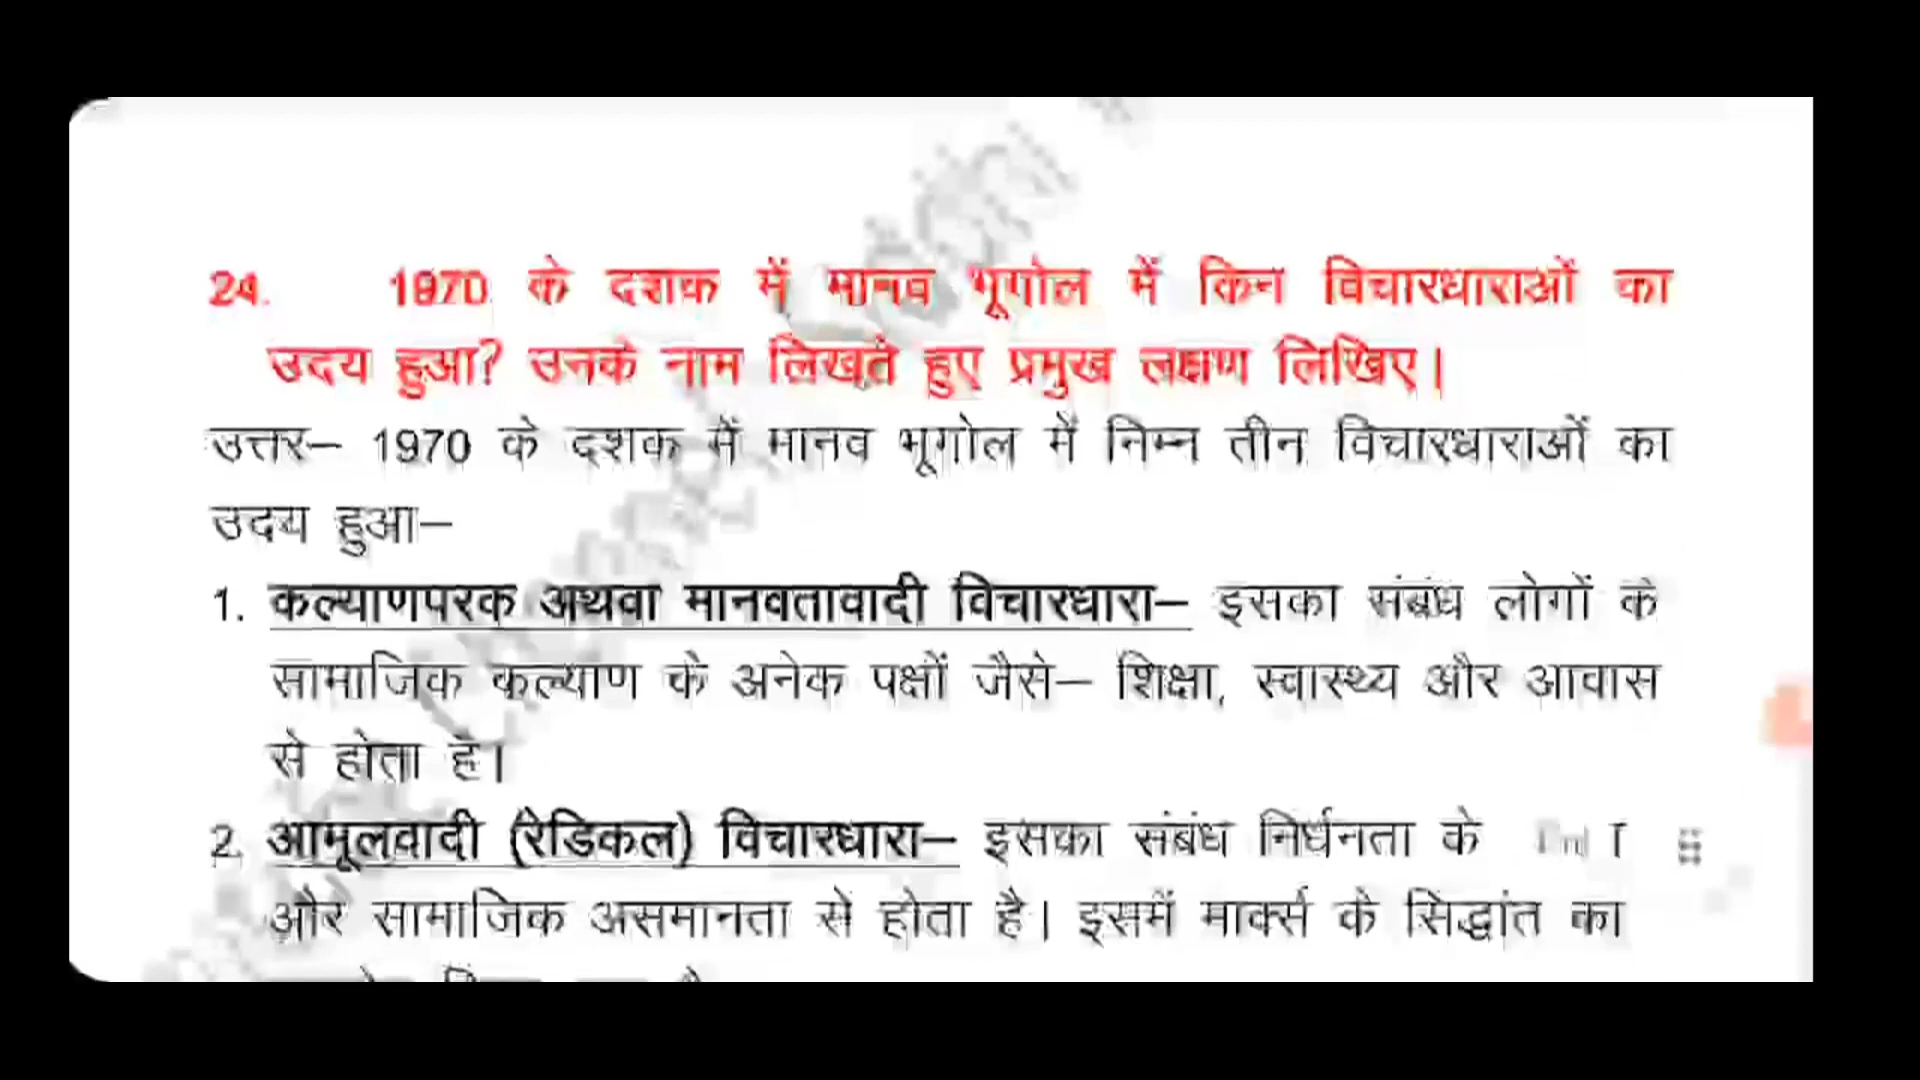 24. 1970 के दशक में मानव भूगोल में किन विचारधाराओं का
उदय हुआ? उनके नाम लिखते हुए प्रमुख लक्षण लिखिए।
उत्तर– 1970 के दशक में मानव भूगोल में निम्न तीन विचारधाराओं का
उदय हुआ–
1. कल्याणपरक अथवा मानवतावादी विचारधारा– इसका संबंध लोगों के
सामाजिक कल्याण के अनेक पक्षों जैसे– शिक्षा, स्वास्थ्य और आवास
से होता है।
2. आमूलवादी (रेडिकल) विचारधारा– इसका संबंध निर्धनता के
और सामाजिक असमानता से होता है। इसमें मार्क्स के सिद्धांत का